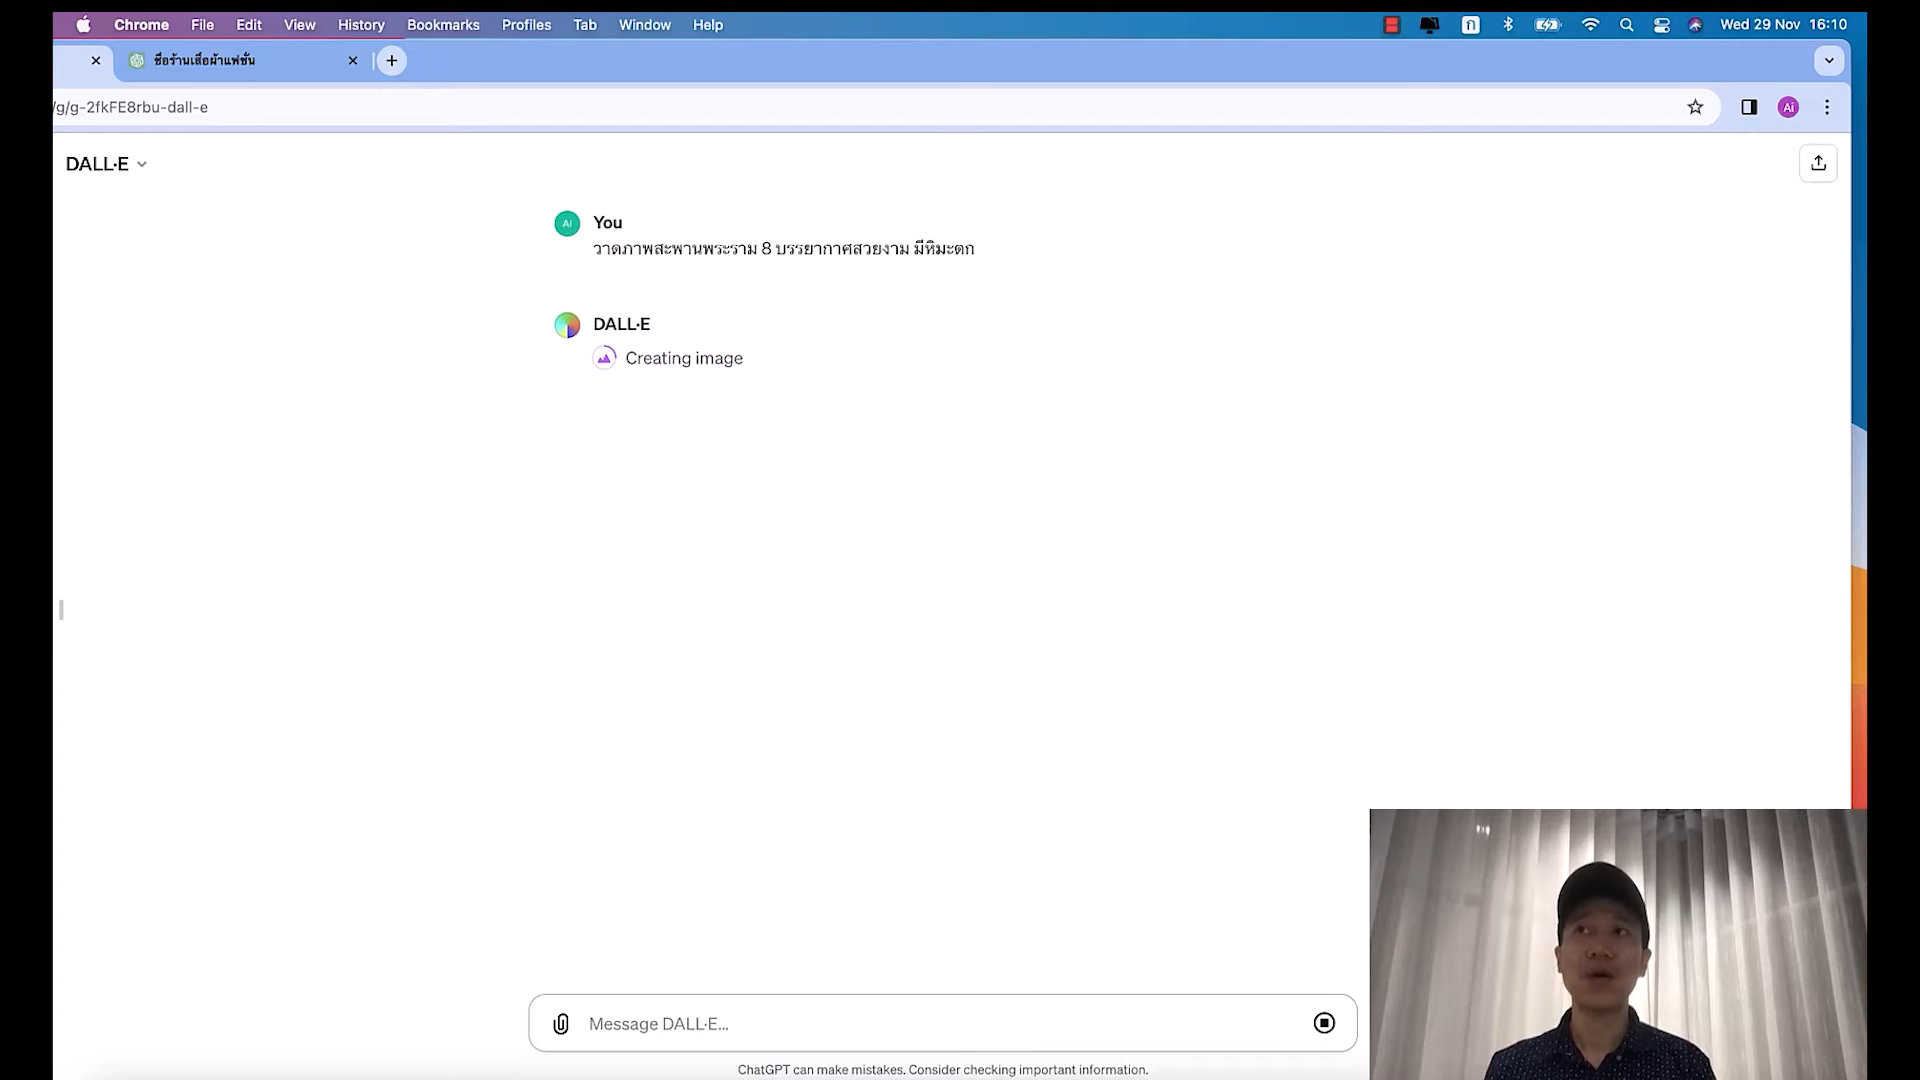 Chrome File Edit View History Bookmarks Profiles Tab Window Help ก Wed 29 Nov 16:10
ชื่อร้านเสื้อผ้าแฟชั่น
/g/g-2fkFE8rbu-dall-e Ai
DALL·E
AI You
วาดภาพสะพานพระราม 8 บรรยากาศสวยงาม มีหิมะตก
DALL·E
Creating image
Message DALL·E...
ChatGPT can make mistakes. Consider checking important information.